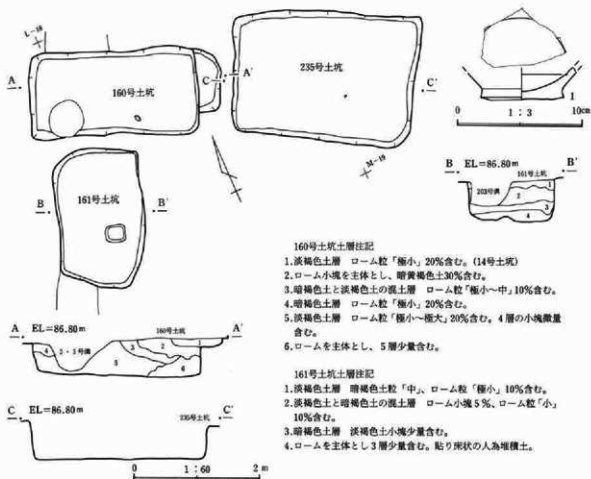 L-18
A
A'
C
C'
160号土坑
235号土坑
M-19
1
0 1:3 10cm
B
B'
161号土坑
B EL=86.80m B'
161号土坑
203号溝
1
2
3
4
160号土坑土層注記
1.淡褐色土層 ローム粒「極小」20%含む。(14号土坑)
2.ローム小塊を主体とし、暗黄褐色土30%含む。
3.暗褐色土と淡褐色土の混土層 ローム粒「極小~中」10%含む。
4.暗褐色土層 ローム粒「極小」20%含む。
5.淡褐色土層 ローム粒「極小~極大」20%含む。4層の小塊微量
含む。
6.ロームを主体とし、5層少量含む。
161号土坑土層注記
1.淡褐色土層 暗褐色土粒「中」、ローム粒「極小」10%含む。
2.淡褐色土と暗褐色土の混土層 ローム小塊5%、ローム粒「小」
10%含む。
3.暗褐色土層 淡褐色土小塊少量含む。
4.ロームを主体とし3層少量含む。貼り床状の人為堆積土。
A EL=86.80m A'
160号土坑
4
2・3号溝
3
2
1
5
6
C EL=86.80m C'
235号土坑
0 1:60 2m